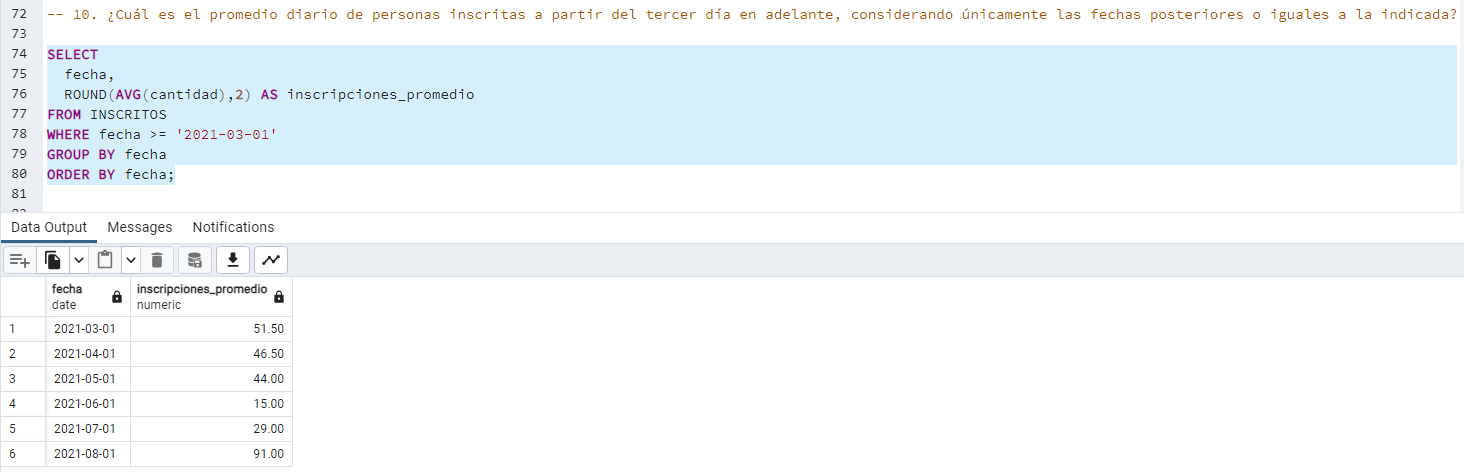 72 -- 10. ¿Cuál es el promedio diario de personas inscritas a partir del tercer día en adelante, considerando únicamente las fechas posteriores o iguales a la indicada?
73
74 SELECT
75 fecha,
76 ROUND(AVG(cantidad),2) AS inscripciones_promedio
77 FROM INSCRITOS
78 WHERE fecha >= '2021-03-01'
79 GROUP BY fecha
80 ORDER BY fecha;
81
Data Output Messages Notifications
fecha inscripciones_promedio
date numeric
1 2021-03-01 51.50
2 2021-04-01 46.50
3 2021-05-01 44.00
4 2021-06-01 15.00
5 2021-07-01 29.00
6 2021-08-01 91.00